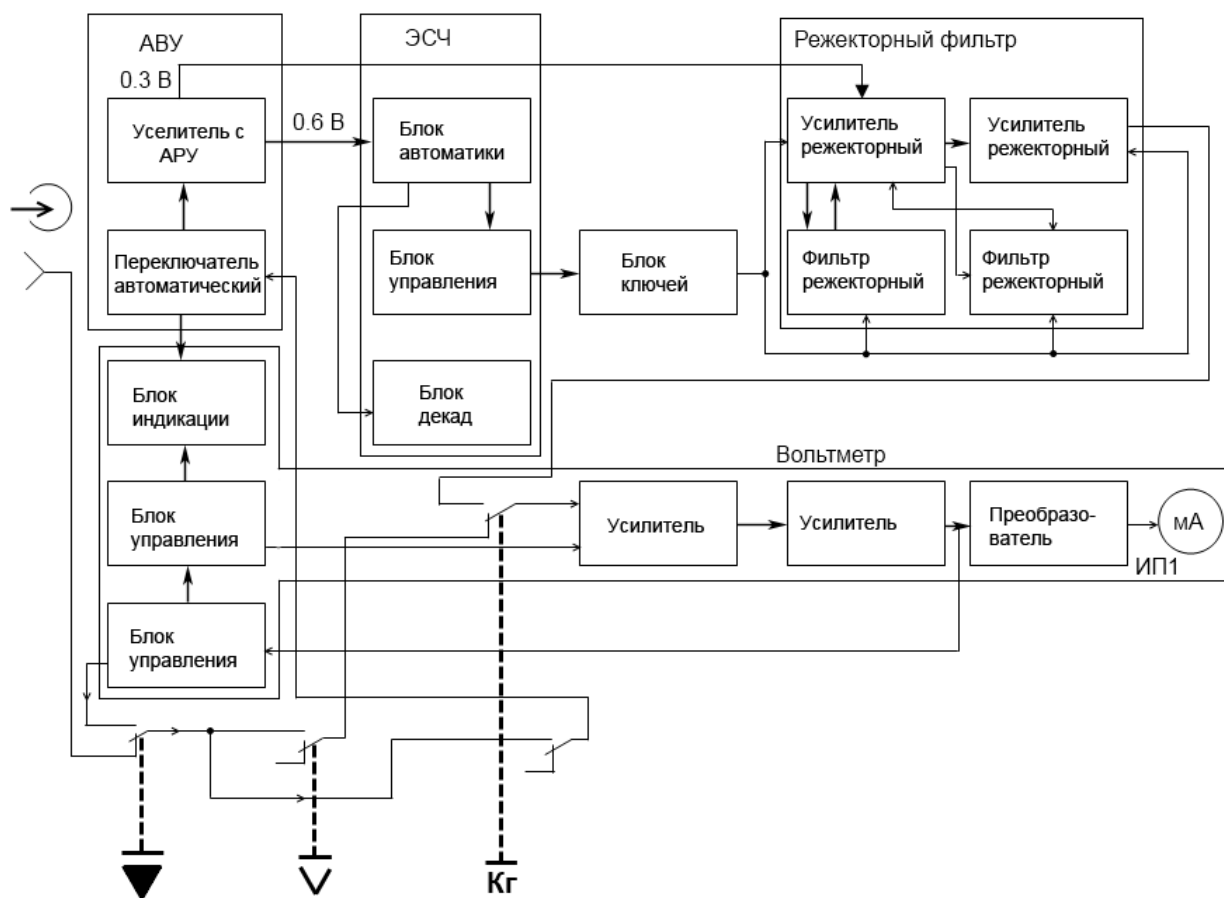 АВУ
ЭСЧ
Режекторный фильтр
0.3 В
0.6 В
Уселитель с
АРУ
Блок
автоматики
Усилитель
режекторный
Усилитель
режекторный
Переключатель
автоматический
Блок
управления
Блок
ключей
Фильтр
режекторный
Фильтр
режекторный
Блок
индикации
Блок
декад
Вольтметр
Блок
управления
Усилитель
Усилитель
Преобразо-
ватель
мА
ИП1
Блок
управления
Кг